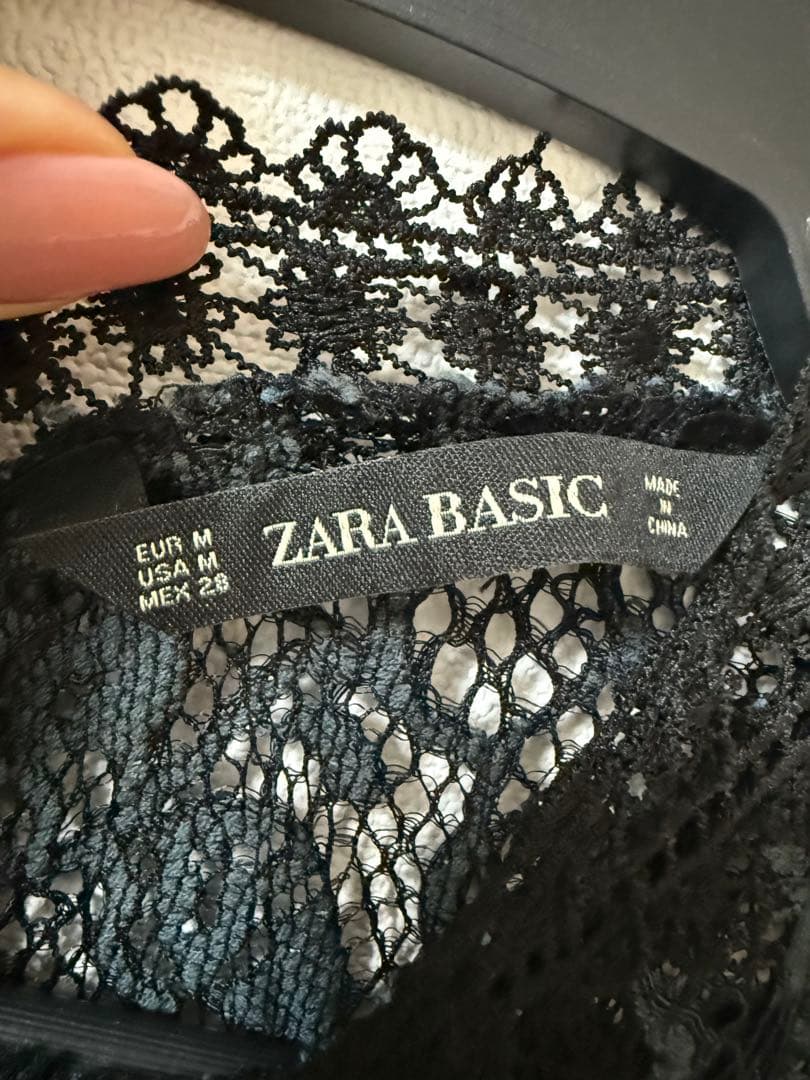 EUR M
USA M
MEX 28
ZARA BASIC
MADE
IN
CHINA